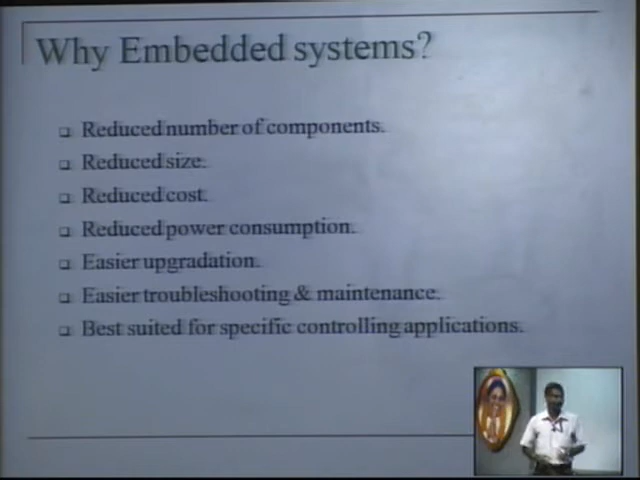 Why Embedded systems?
Reduced number of components.
Reduced size.
Reduced cost.
Reduced power consumption.
Easier upgradation.
Easier troubleshooting & maintenance.
Best suited for specific controlling applications.